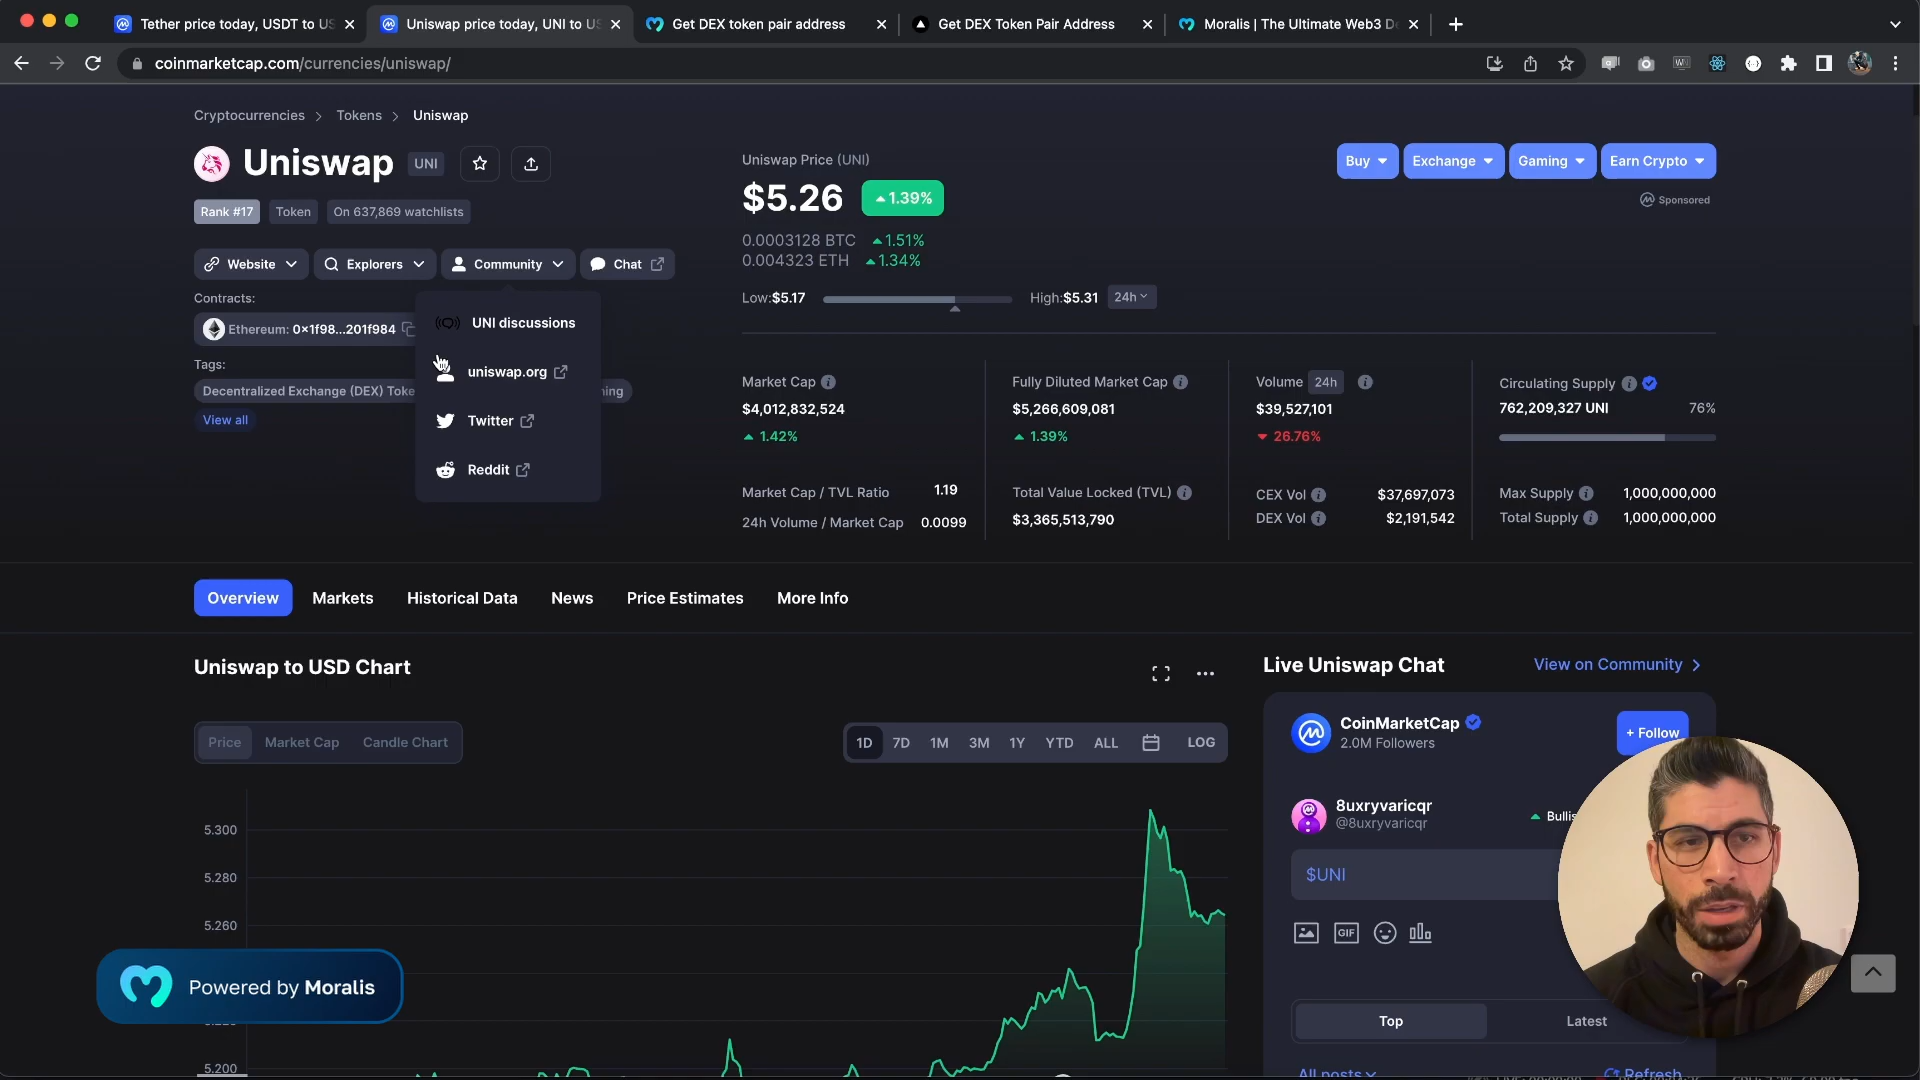 Tether price today, USDT to US
Uniswap price today, UNI to US
Get DEX token pair address
Get DEX Token Pair Address
Moralis | The Ultimate Web3 De
coinmarketcap.com/currencies/uniswap/
Cryptocurrencies > Tokens > Uniswap
Uniswap UNI
Rank #17 Token On 637,869 watchlists
Website Explorers Community Chat
Contracts:
Ethereum: 0x1f98...201f984
Tags:
Decentralized Exchange (DEX) Toke
ing
View all
UNI discussions
uniswap.org
Twitter
Reddit
Uniswap Price (UNI)
$5.26 1.39%
0.0003128 BTC 1.51%
0.004323 ETH 1.34%
Low:$5.17 High:$5.31 24h
Buy Exchange Gaming Earn Crypto
Sponsored
Market Cap
$4,012,832,524
1.42%
Market Cap / TVL Ratio 1.19
24h Volume / Market Cap 0.0099
Fully Diluted Market Cap
$5,266,609,081
1.39%
Total Value Locked (TVL)
$3,365,513,790
Volume 24h
$39,527,101
26.76%
CEX Vol $37,697,073
DEX Vol $2,191,542
Circulating Supply
762,209,327 UNI 76%
Max Supply 1,000,000,000
Total Supply 1,000,000,000
Overview Markets Historical Data News Price Estimates More Info
Uniswap to USD Chart
Price Market Cap Candle Chart
1D 7D 1M 3M 1Y YTD ALL LOG
5.300
5.280
5.260
5.200
Powered by Moralis
Live Uniswap Chat View on Community >
CoinMarketCap
2.0M Followers
+ Follow
8uxryvaricqr
@8uxryvaricqr
Bullis
$UNI
GIF
Top Latest
All posts Refresh